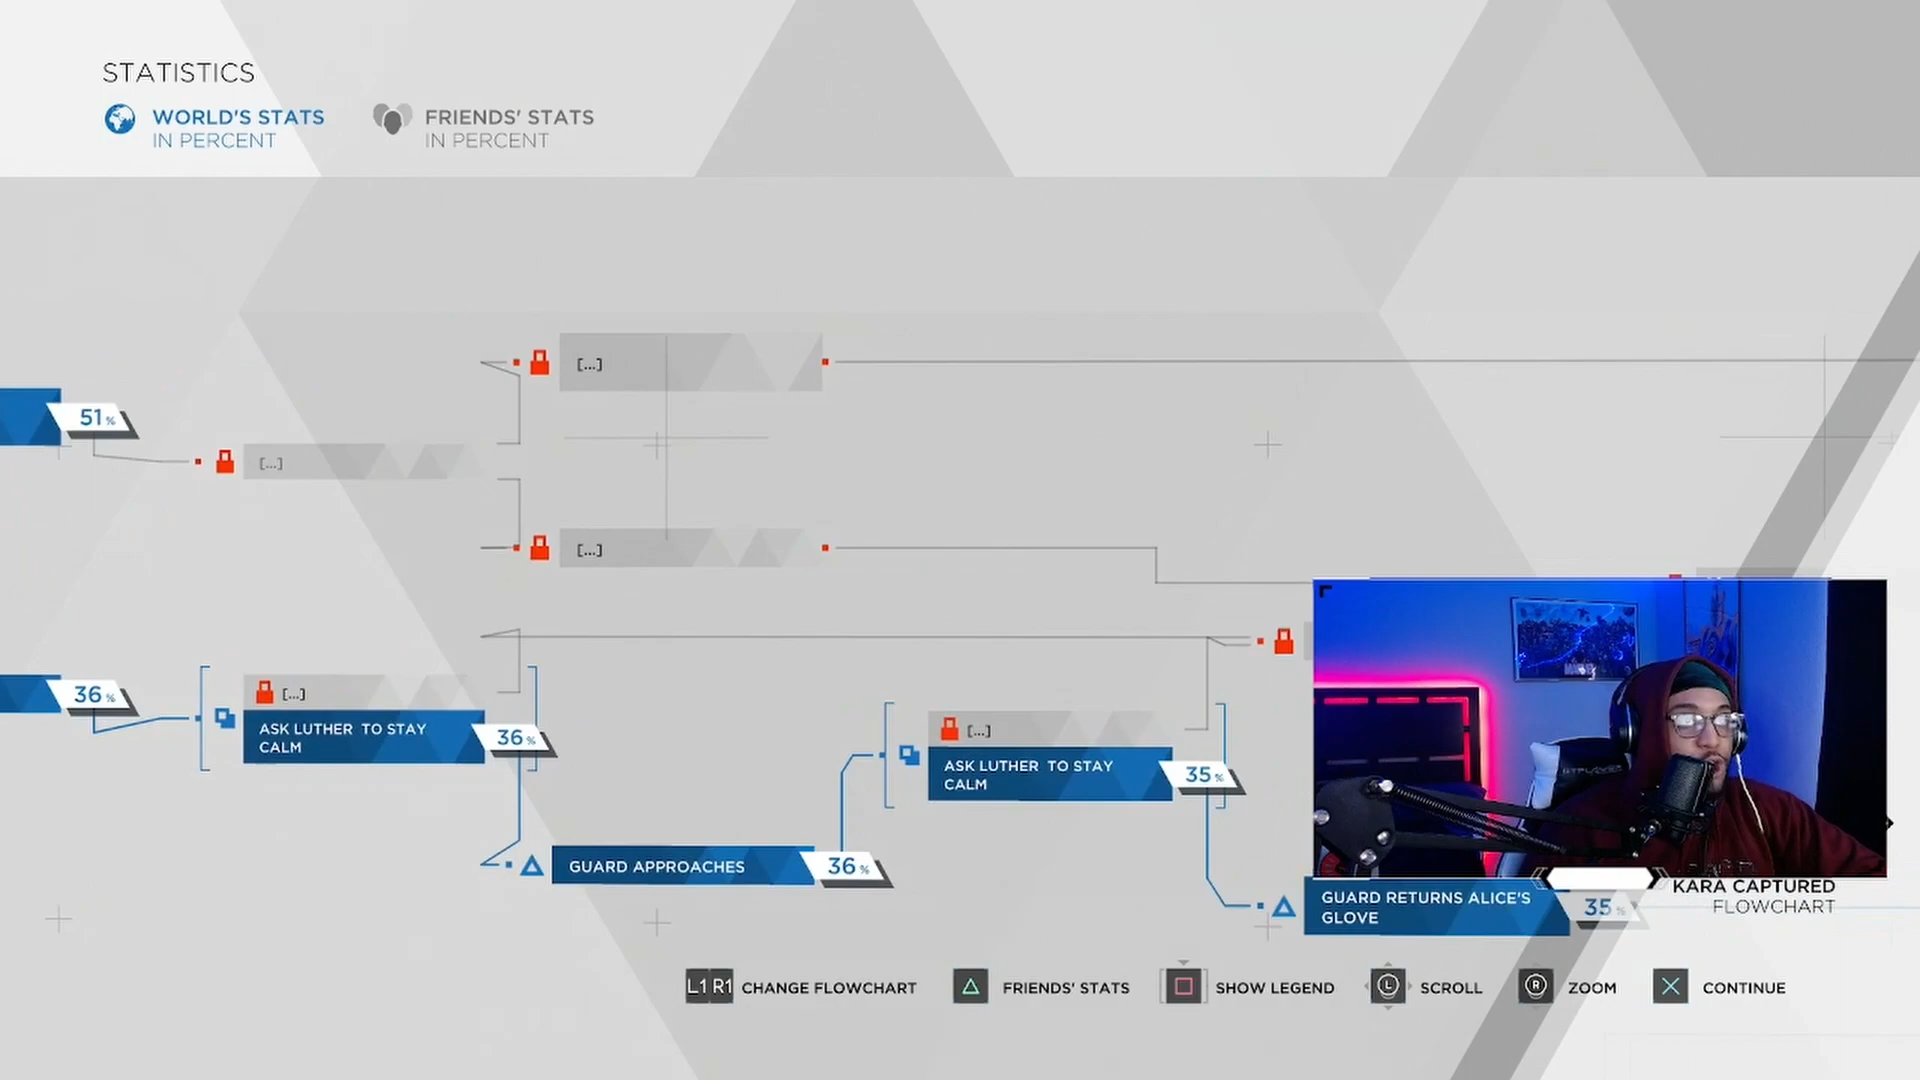 STATISTICS
WORLD'S STATS
IN PERCENT
FRIENDS' STATS
IN PERCENT
[...]
51%
[...]
[...]
36%
[...]
ASK LUTHER TO STAY
CALM
36%
[...]
ASK LUTHER TO STAY
CALM
35%
GUARD APPROACHES
36%
GUARD RETURNS ALICE'S
GLOVE
35%
KARA CAPTURED
FLOWCHART
L1 R1 CHANGE FLOWCHART
FRIENDS' STATS
SHOW LEGEND
L SCROLL
R ZOOM
CONTINUE